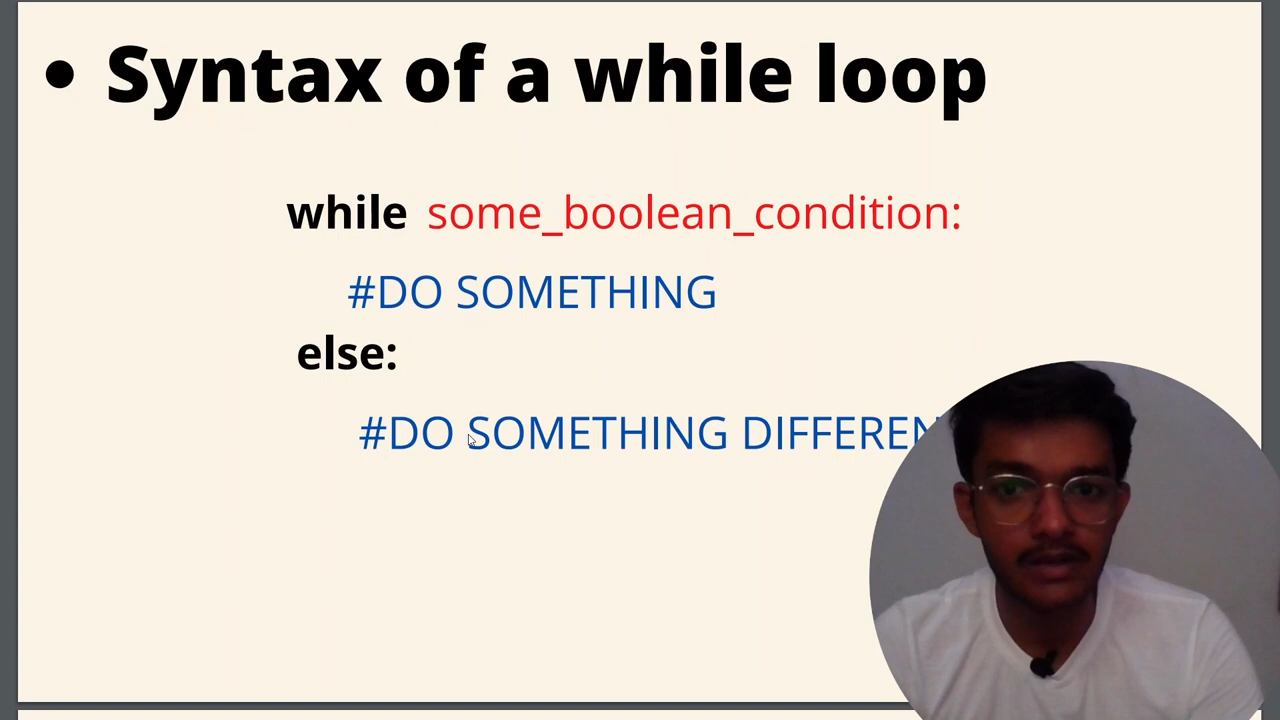 • Syntax of a while loop
while some_boolean_condition:
#DO SOMETHING
else:
#DO SOMETHING